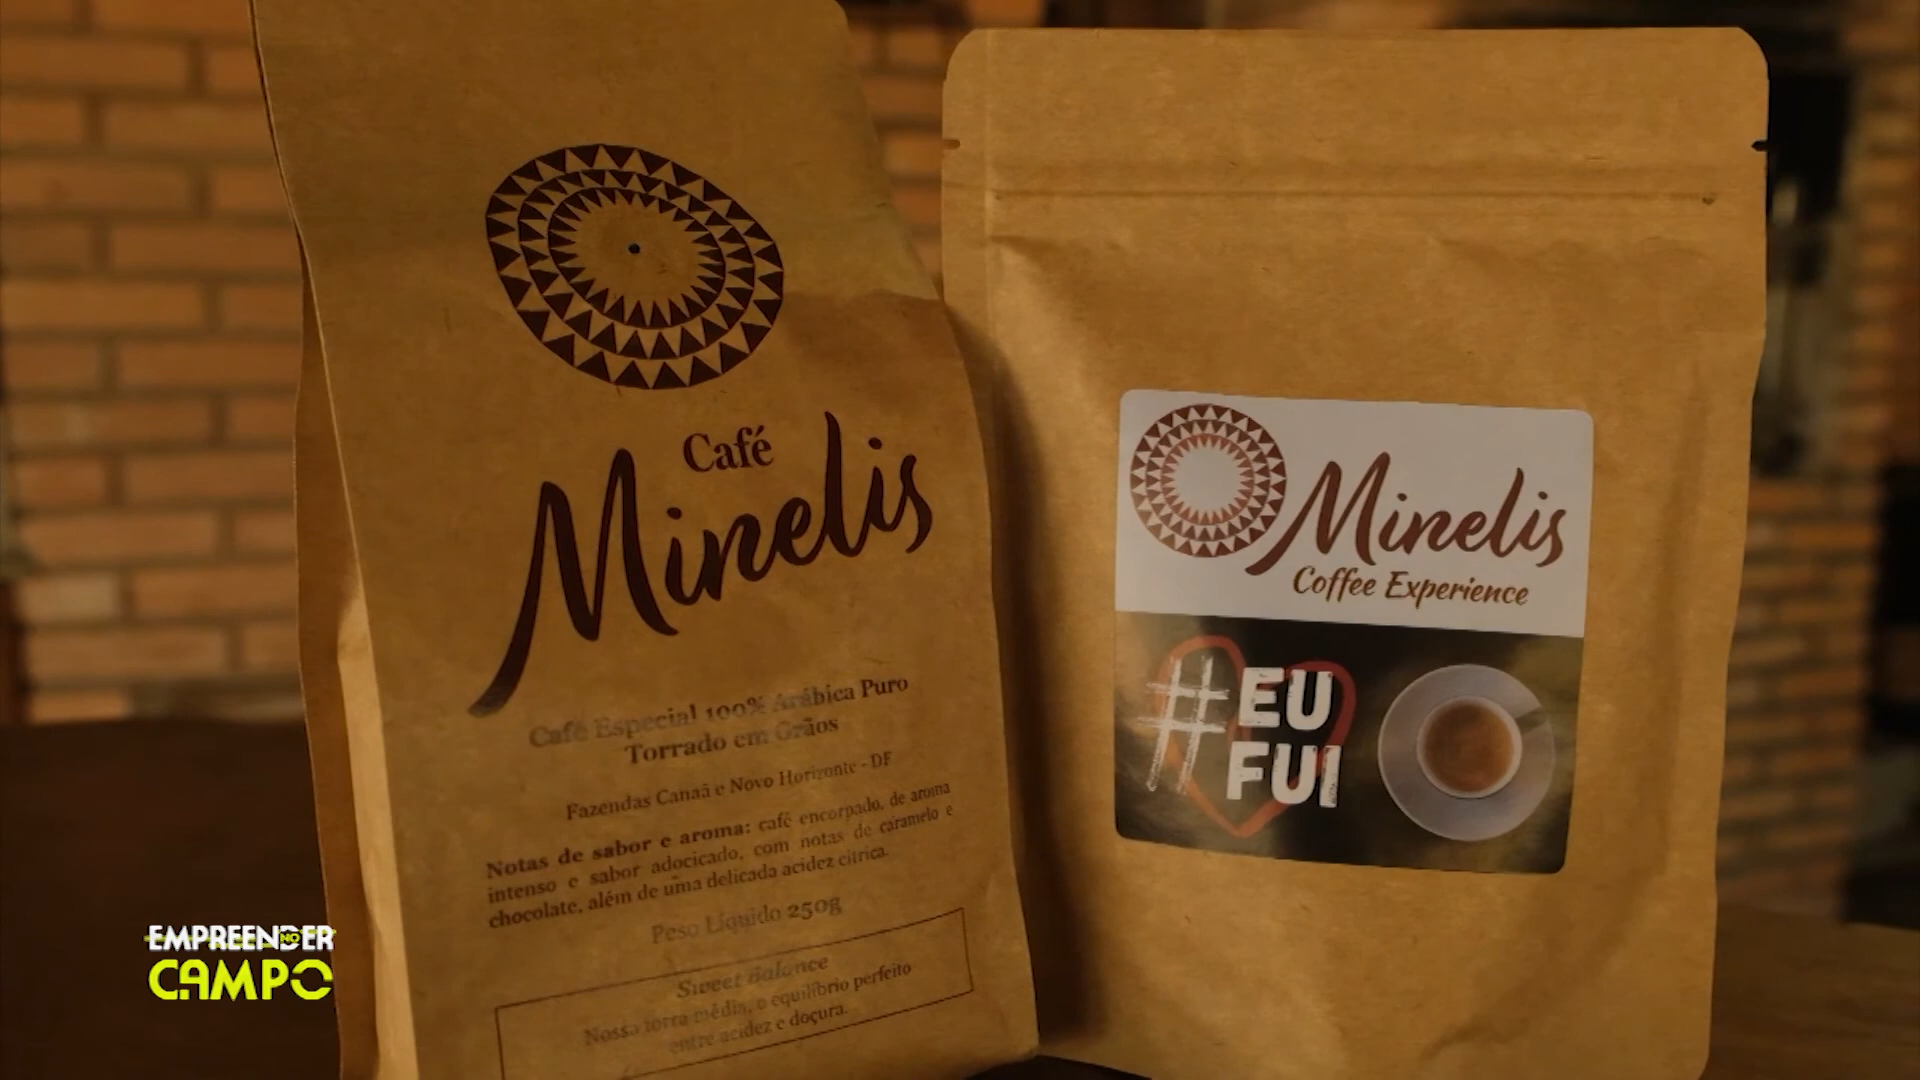 Café
Minelis
Café Especial 100% Arábica Puro
Torrado em Grãos
Fazendas Canaã e Novo Horizonte - DF
Notas de sabor e aroma: café encorpado, de aroma
intenso e sabor adocicado, com notas de caramelo e
chocolate, além de uma delicada acidez cítrica.
Peso Líquido 250g
Sweet Balance
Nossa torra média, o equilíbrio perfeito
entre acidez e doçura.
Minelis
Coffee Experience
#EU
FUI
EMPREENDER
NO
CAMPO